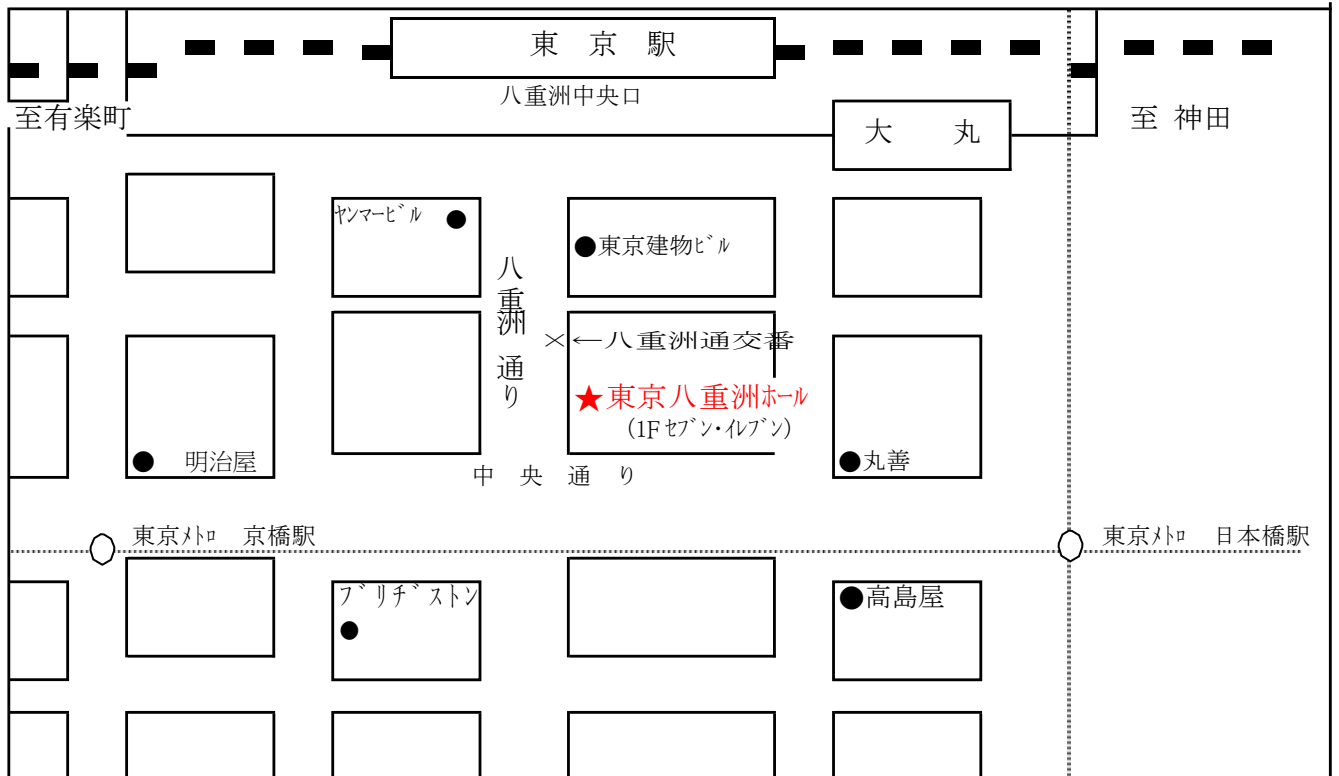 東 京 駅
八重洲中央口
至有楽町
大 丸
至 神田
ﾔﾝﾏｰﾋﾞﾙ
●東京建物ﾋﾞﾙ
八重洲通り
×←八重洲通交番
★東京八重洲ﾎｰﾙ
(1Fｾﾌﾞﾝ・ｲﾚﾌﾞﾝ)
明治屋
●丸善
中 央 通 り
東京ﾒﾄﾛ 京橋駅
東京ﾒﾄﾛ 日本橋駅
ﾌﾞﾘﾁﾞｽﾄﾝ
●高島屋